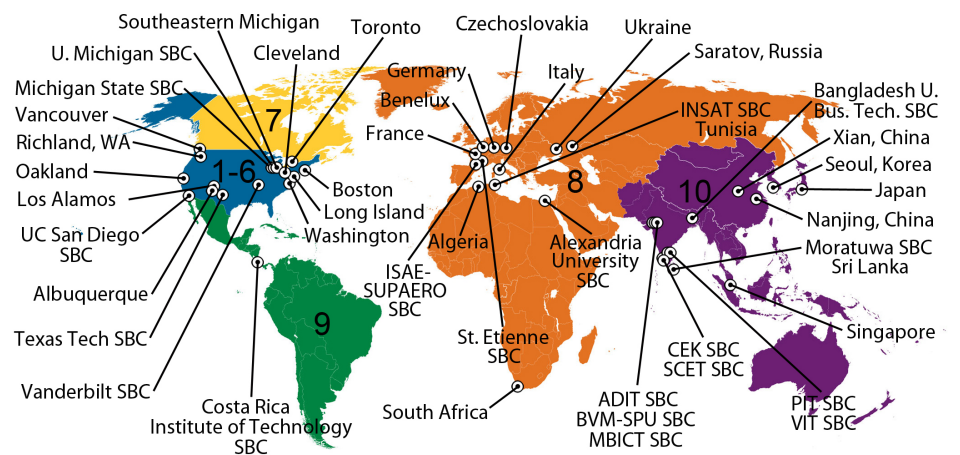 Southeastern Michigan
Toronto
Czechoslovakia
Ukraine
U. Michigan SBC
Cleveland
Saratov, Russia
Michigan State SBC
Germany
Italy
Bangladesh U.
Bus. Tech. SBC
Vancouver
Benelux
INSAT SBC
Tunisia
Richland, WA
7
France
Xian, China
Oakland
1-6
8
10
Seoul, Korea
Los Alamos
Boston
Japan
Long Island
Nanjing, China
UC San Diego
SBC
Washington
Algeria
Alexandria
University
SBC
Moratuwa SBC
Sri Lanka
Albuquerque
ISAE-
SUPAERO
SBC
9
Texas Tech SBC
St. Etienne
SBC
Singapore
CEK SBC
SCET SBC
Vanderbilt SBC
Costa Rica
Institute of Technology
SBC
South Africa
ADIT SBC
BVM-SPU SBC
MBICT SBC
PIT SBC
VIT SBC